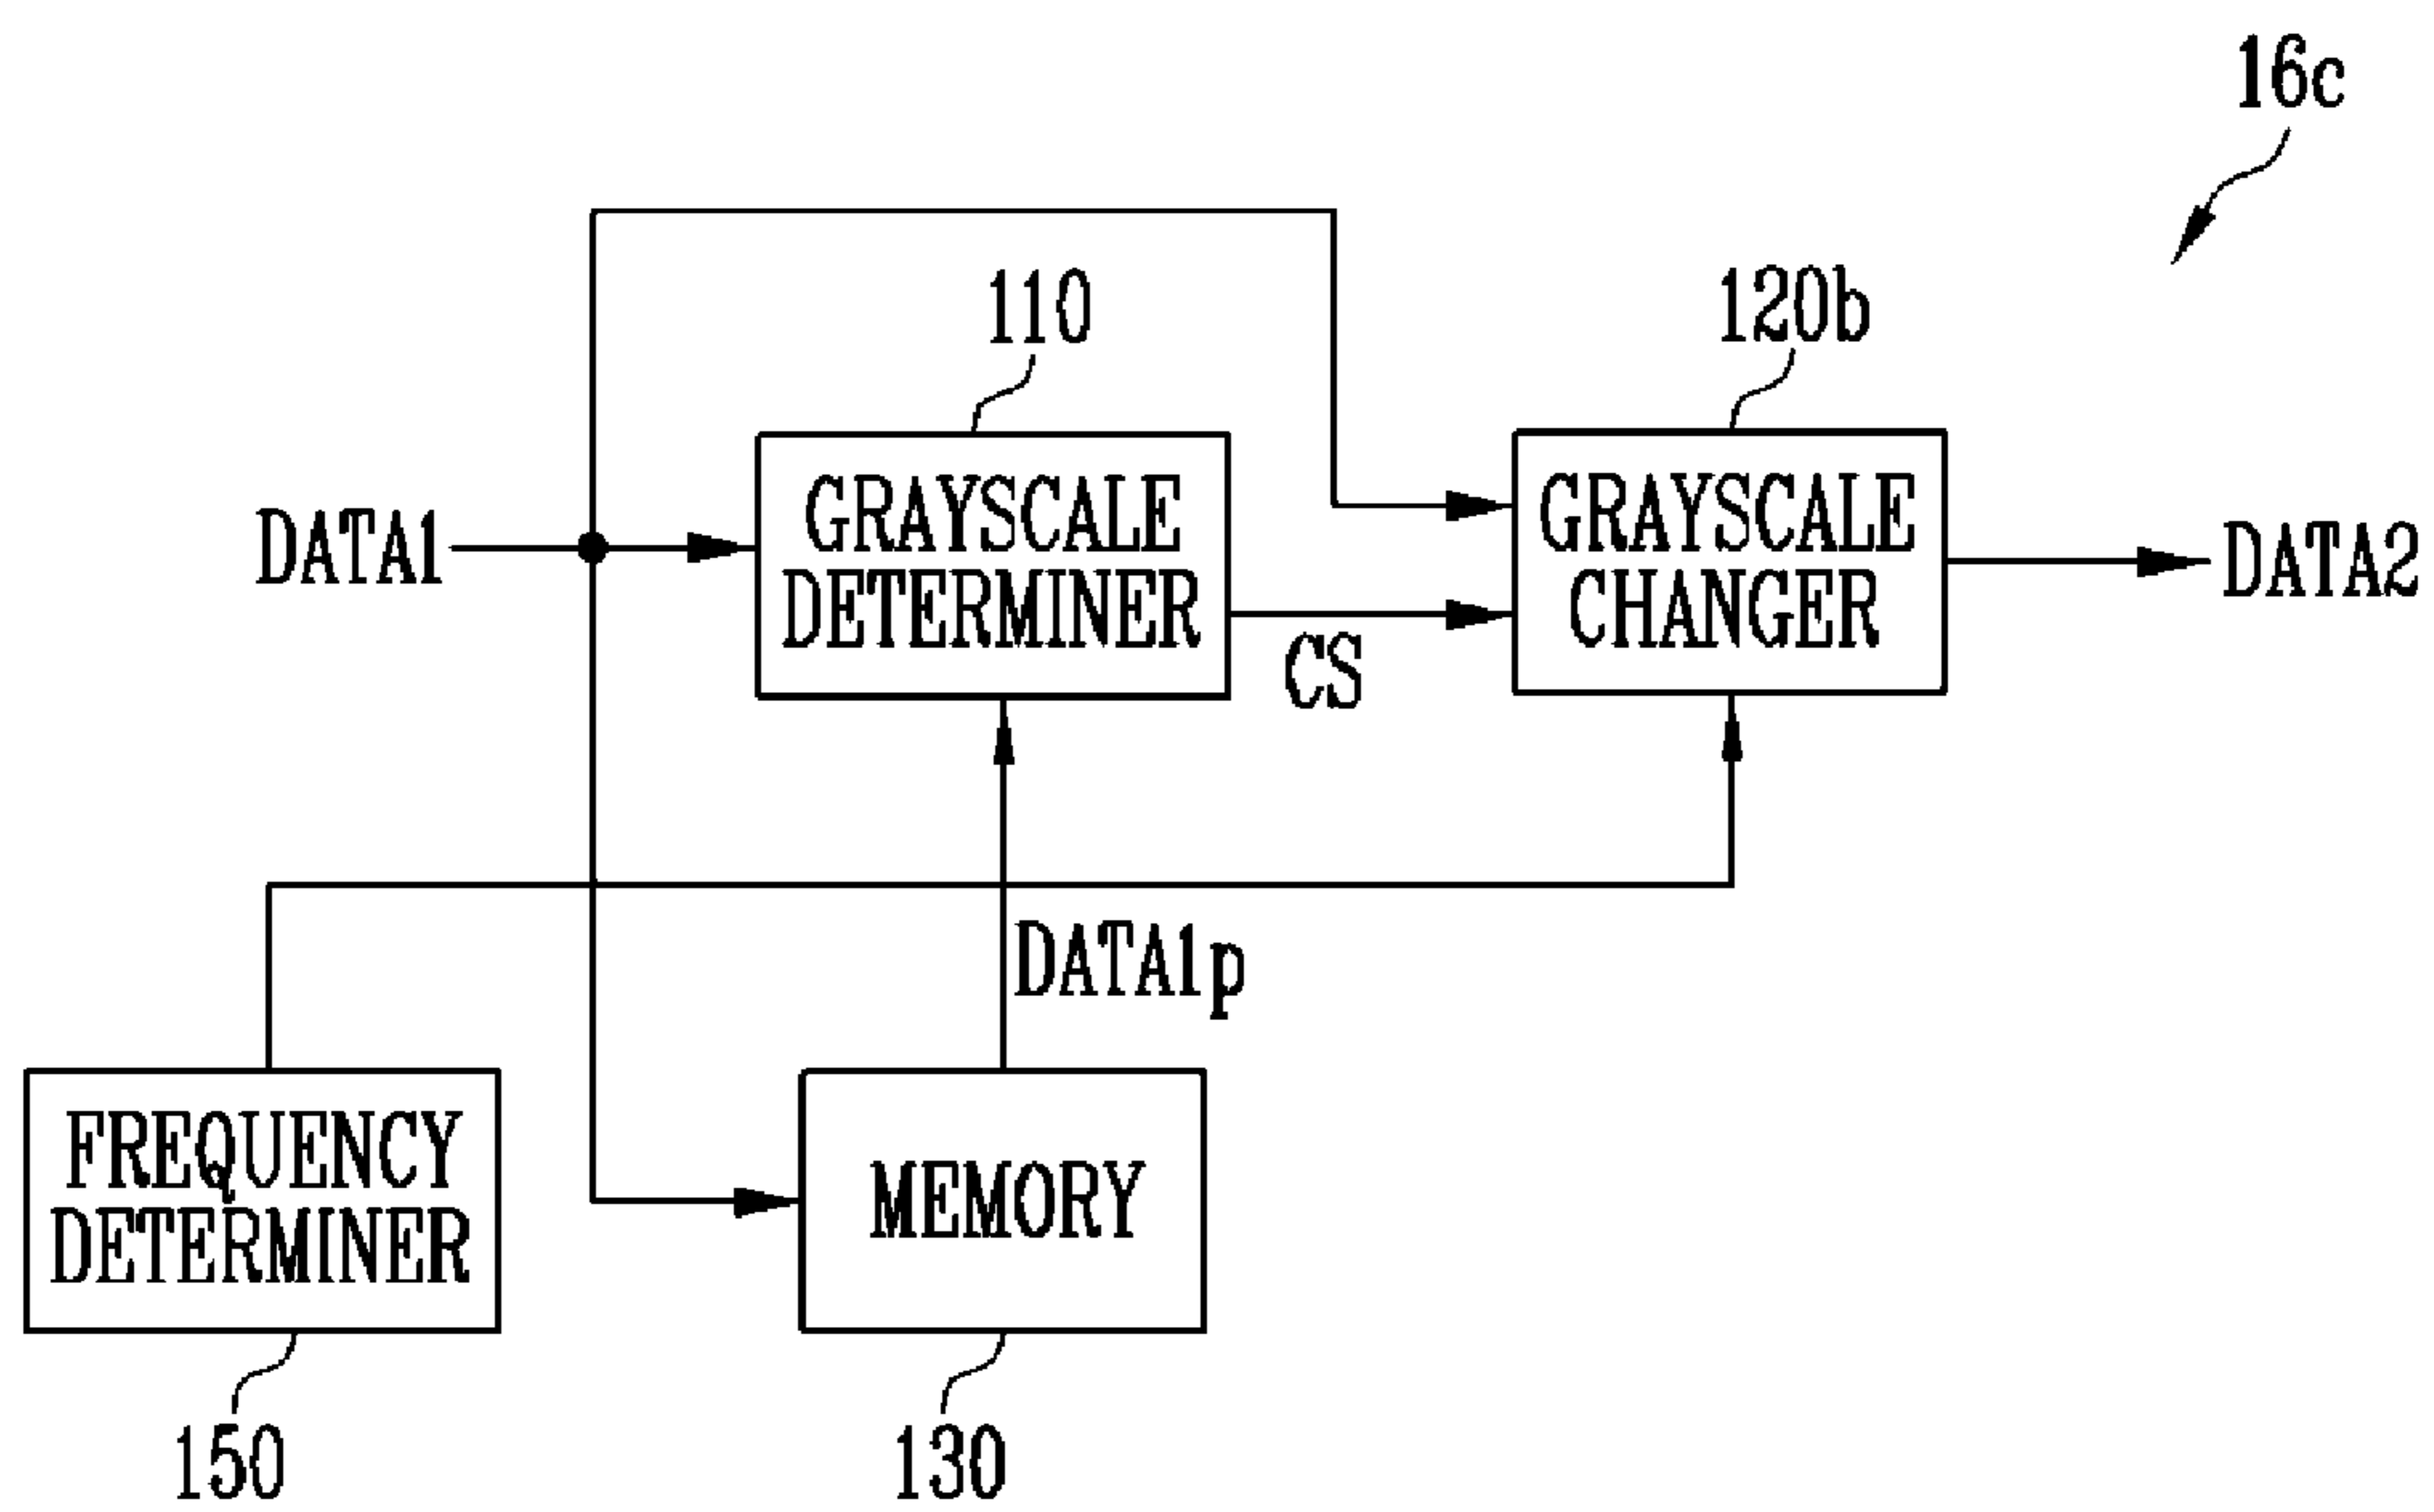 16c
110
120b
DATA1
GRAYSCALE
DETERMINER
CS
GRAYSCALE
CHANGER
DATA2
DATA1p
FREQUENCY
DETERMINER
MEMORY
150
130